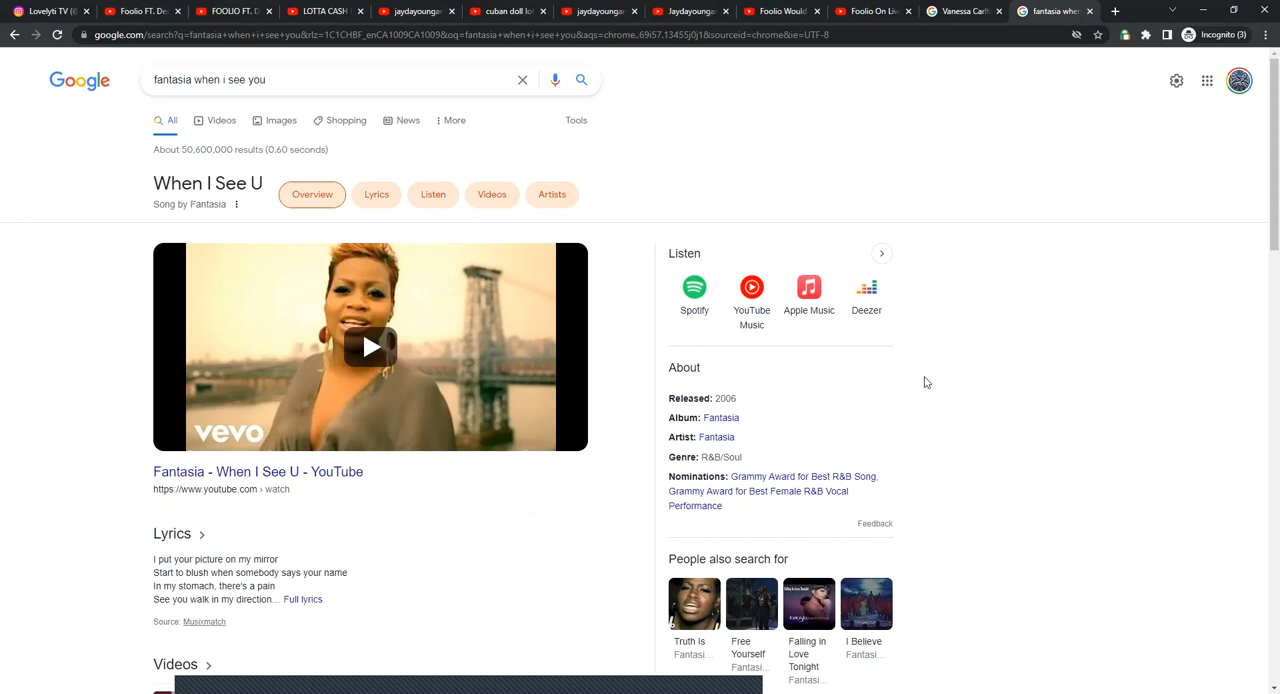 Lovelyti TV (@
FOOLIO FT. Des
FOOLIO FT. D
LOTTA CASH
jaydayoungan
cuban doll lot
jaydayoungan
Jaydayoungan
Foolio Would
Foolio On Live
Vanessa Carlt
fantasia when
google.com/search?q=fantasia+when+i+see+you&rlz=1C1CHBF_enCA1009CA1009&oq=fantasia+when+i+see+you&aqs=chrome..69i57.13455j0j1&sourceid=chrome&ie=UTF-8
Incognito (3)
Google
fantasia when i see you
All
Videos
Images
Shopping
News
More
Tools
About 50,600,000 results (0.60 seconds)
When I See U
Song by Fantasia
Overview
Lyrics
Listen
Videos
Artists
vevo
Fantasia - When I See U - YouTube
https://www.youtube.com › watch
Lyrics
I put your picture on my mirror
Start to blush when somebody says your name
In my stomach, there's a pain
See you walk in my direction... Full lyrics
Source: Musixmatch
Videos
Listen
Spotify
YouTube Music
Apple Music
Deezer
About
Released: 2006
Album: Fantasia
Artist: Fantasia
Genre: R&B/Soul
Nominations: Grammy Award for Best R&B Song,
Grammy Award for Best Female R&B Vocal
Performance
Feedback
People also search for
Truth Is
Fantasi...
Free
Yourself
Fantasi...
Falling in
Love
Tonight
Fantasi...
I Believe
Fantasi...